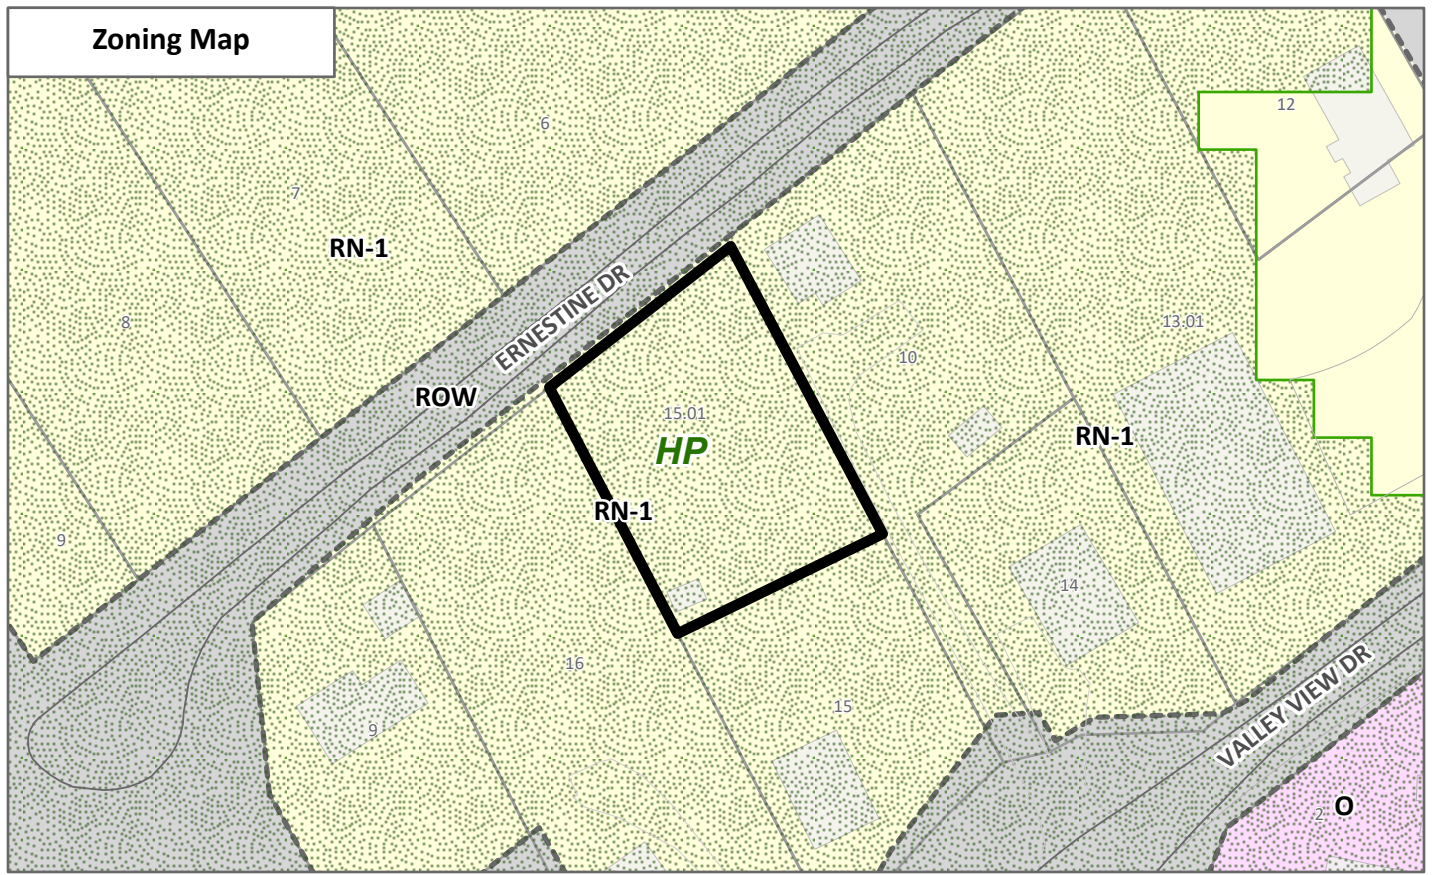 Zoning Map
12
6
7
RN-1
8
ERNESTINE DR
13.01
10
ROW
15.01
HP
RN-1
RN-1
9
14
16
9
15
VALLEY VIEW DR
O
2